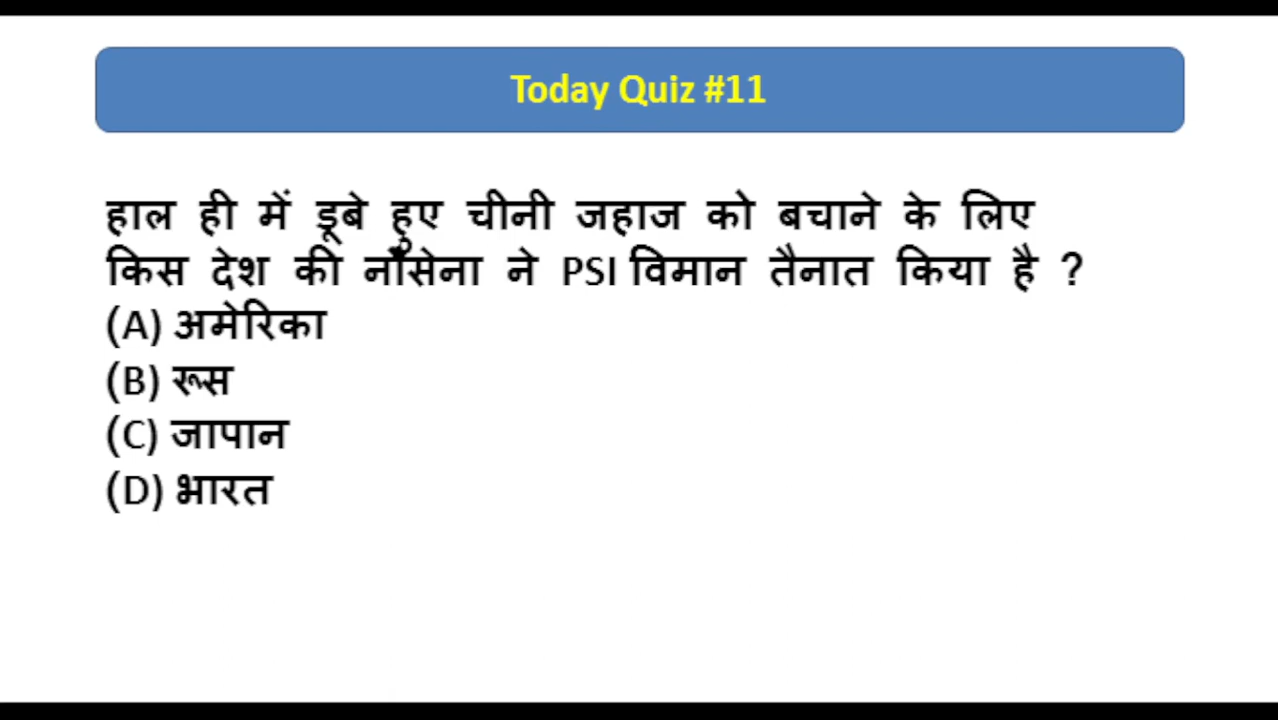 Today Quiz #11
हाल ही में डूबे हुए चीनी जहाज को बचाने के लिए
किस देश की नौसेना ने PSI विमान तैनात किया है ?
(A) अमेरिका
(B) रूस
(C) जापान
(D) भारत